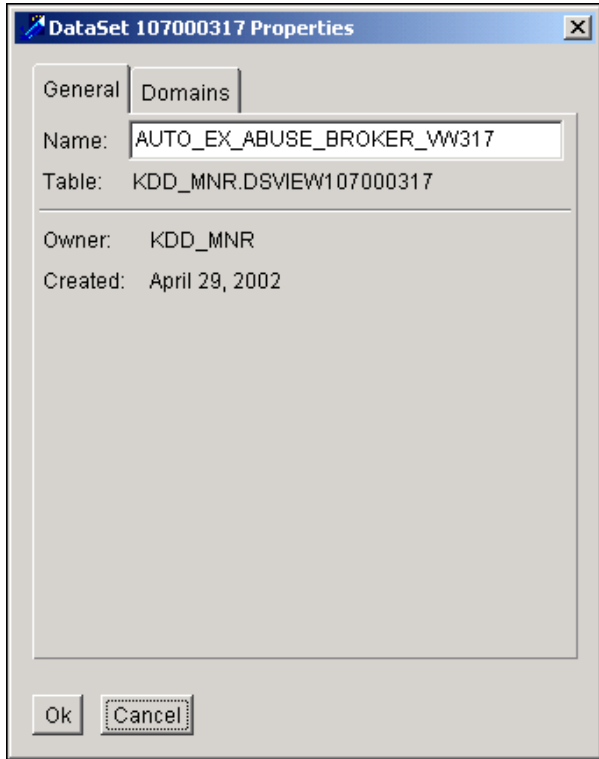 DataSet 107000317 Properties
General Domains
Name: AUTO_EX_ABUSE_BROKER_VW317
Table: KDD_MNR.DSVIEW107000317
Owner: KDD_MNR
Created: April 29, 2002
Ok Cancel